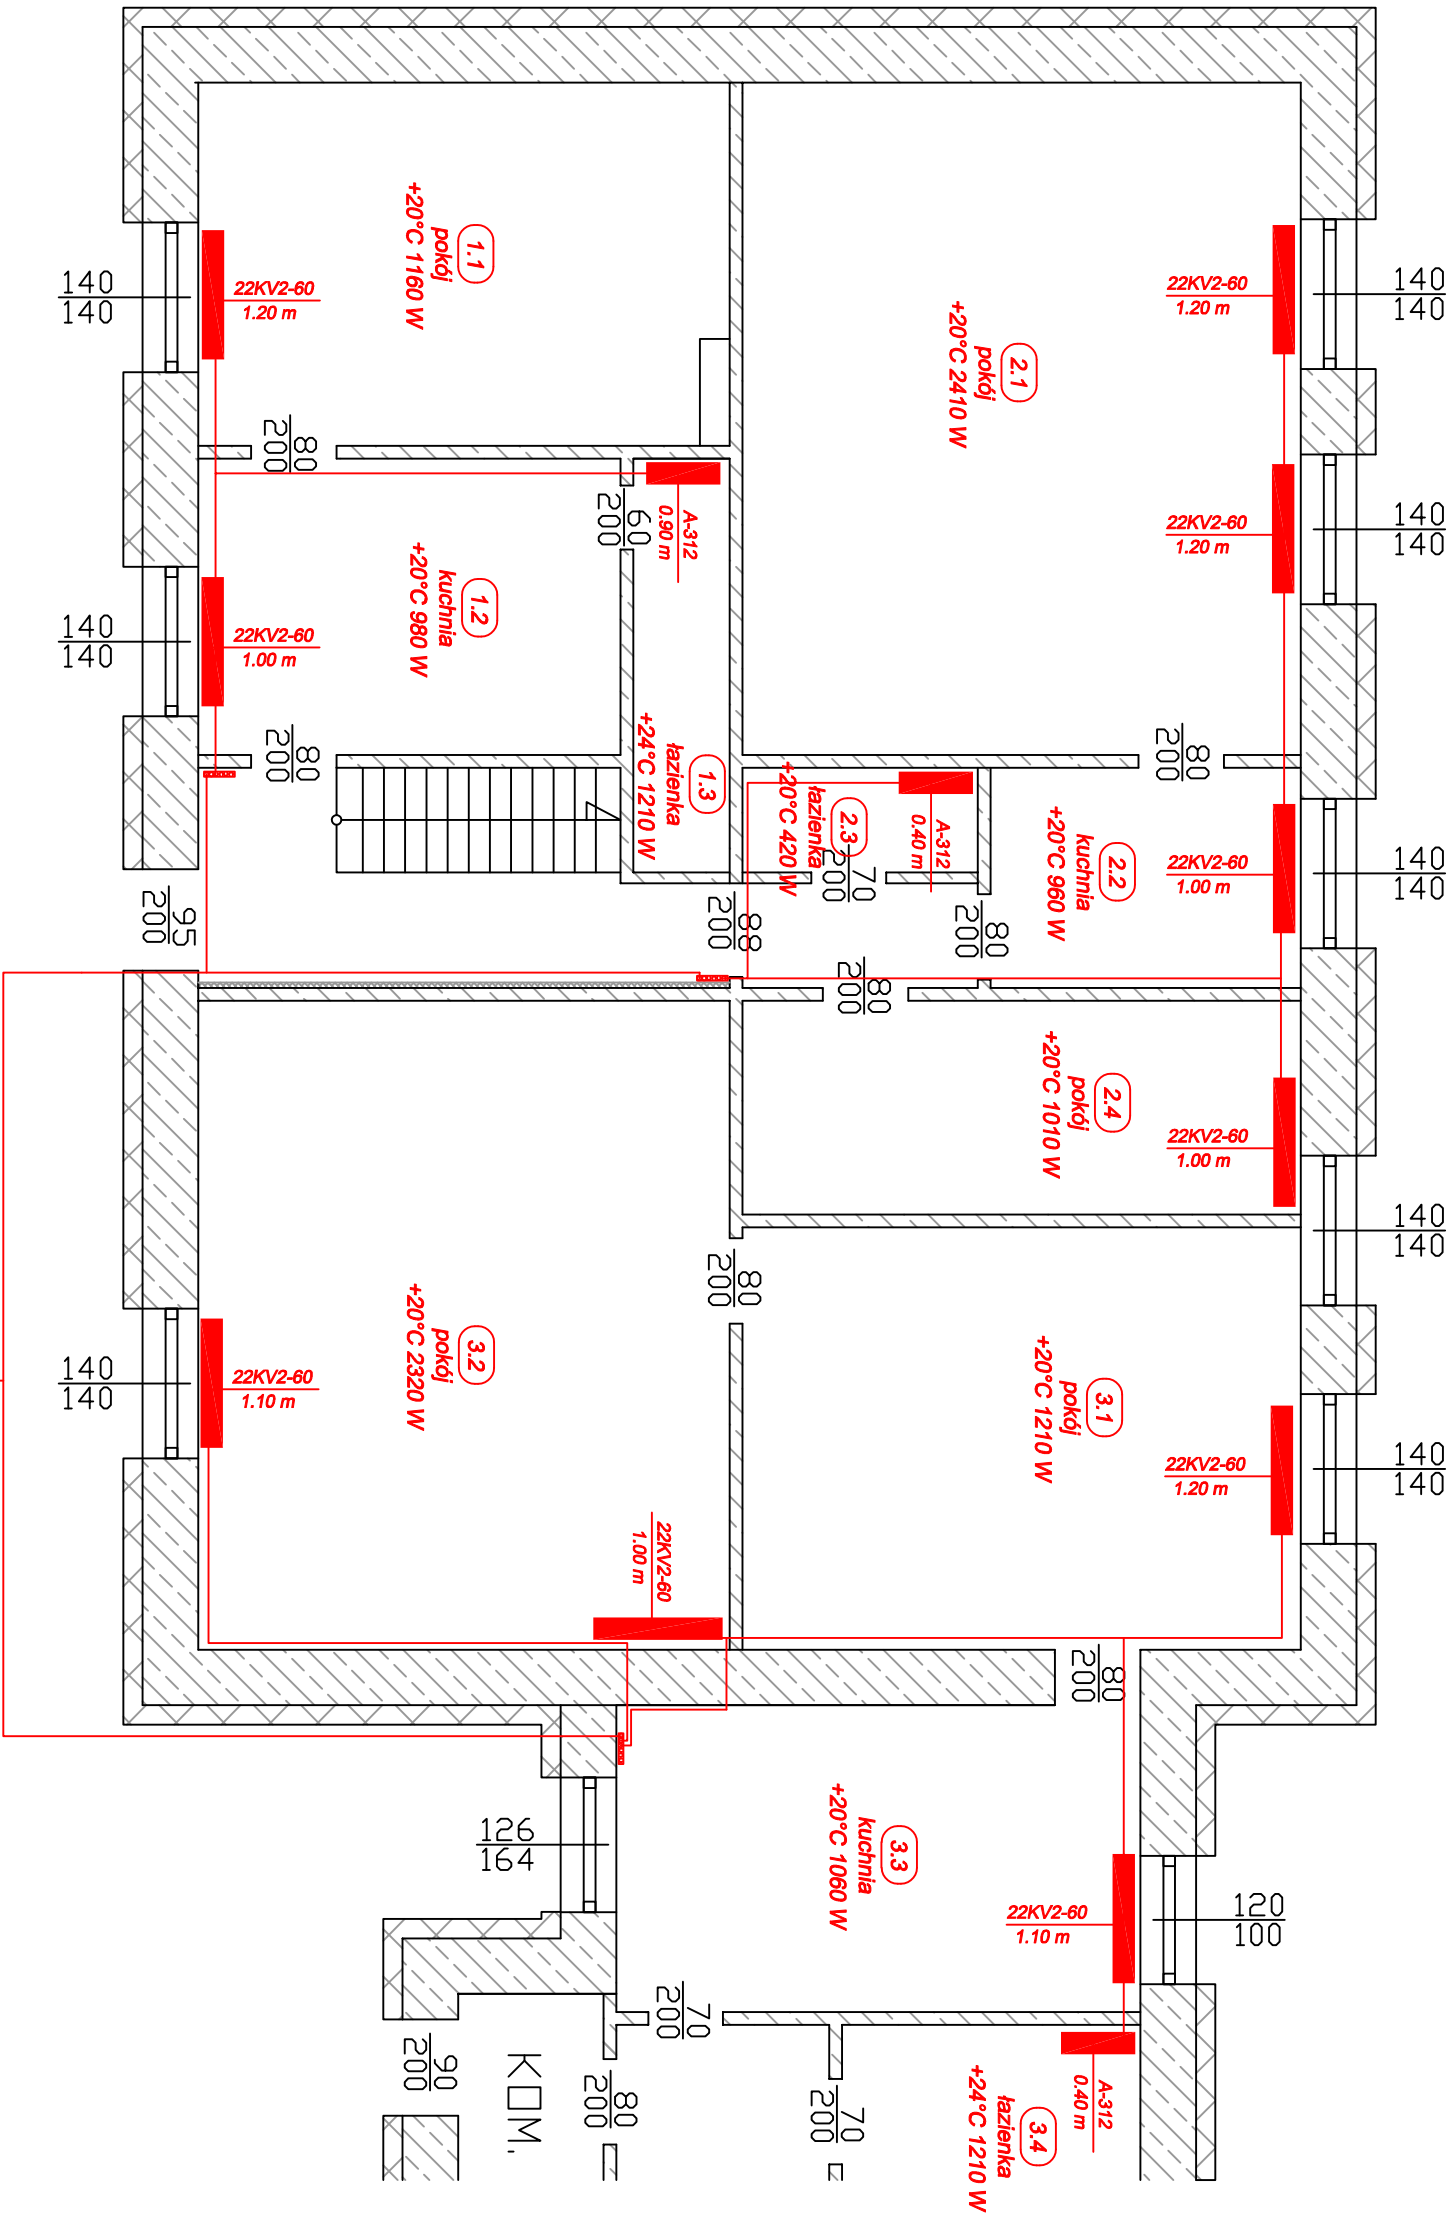 140
140
140
140
140
140
140
140
140
140
22KV2-60
1.20 m
22KV2-60
1.20 m
22KV2-60
1.00 m
22KV2-60
1.00 m
22KV2-60
1.20 m
2.1
pokój
+20°C 2410 W
80
200
2.2
kuchnia
+20°C 960 W
80
200
A-312
0.40 m
2.3
łazienka
+20°C 420 W
70
200
80
200
2.4
pokój
+20°C 1010 W
3.1
pokój
+20°C 1210 W
80
200
88
200
1.1
pokój
+20°C 1160 W
140
140
22KV2-60
1.20 m
80
200
A-312
0.90 m
60
200
1.2
kuchnia
+20°C 980 W
140
140
22KV2-60
1.00 m
80
200
1.3
łazienka
+24°C 1210 W
95
200
3.2
pokój
+20°C 2320 W
140
140
22KV2-60
1.10 m
22KV2-60
1.00 m
80
200
3.3
kuchnia
+20°C 1060 W
126
164
120
100
22KV2-60
1.10 m
70
200
A-312
0.40 m
3.4
łazienka
+24°C 1210 W
70
200
80
200
KOM.
90
200